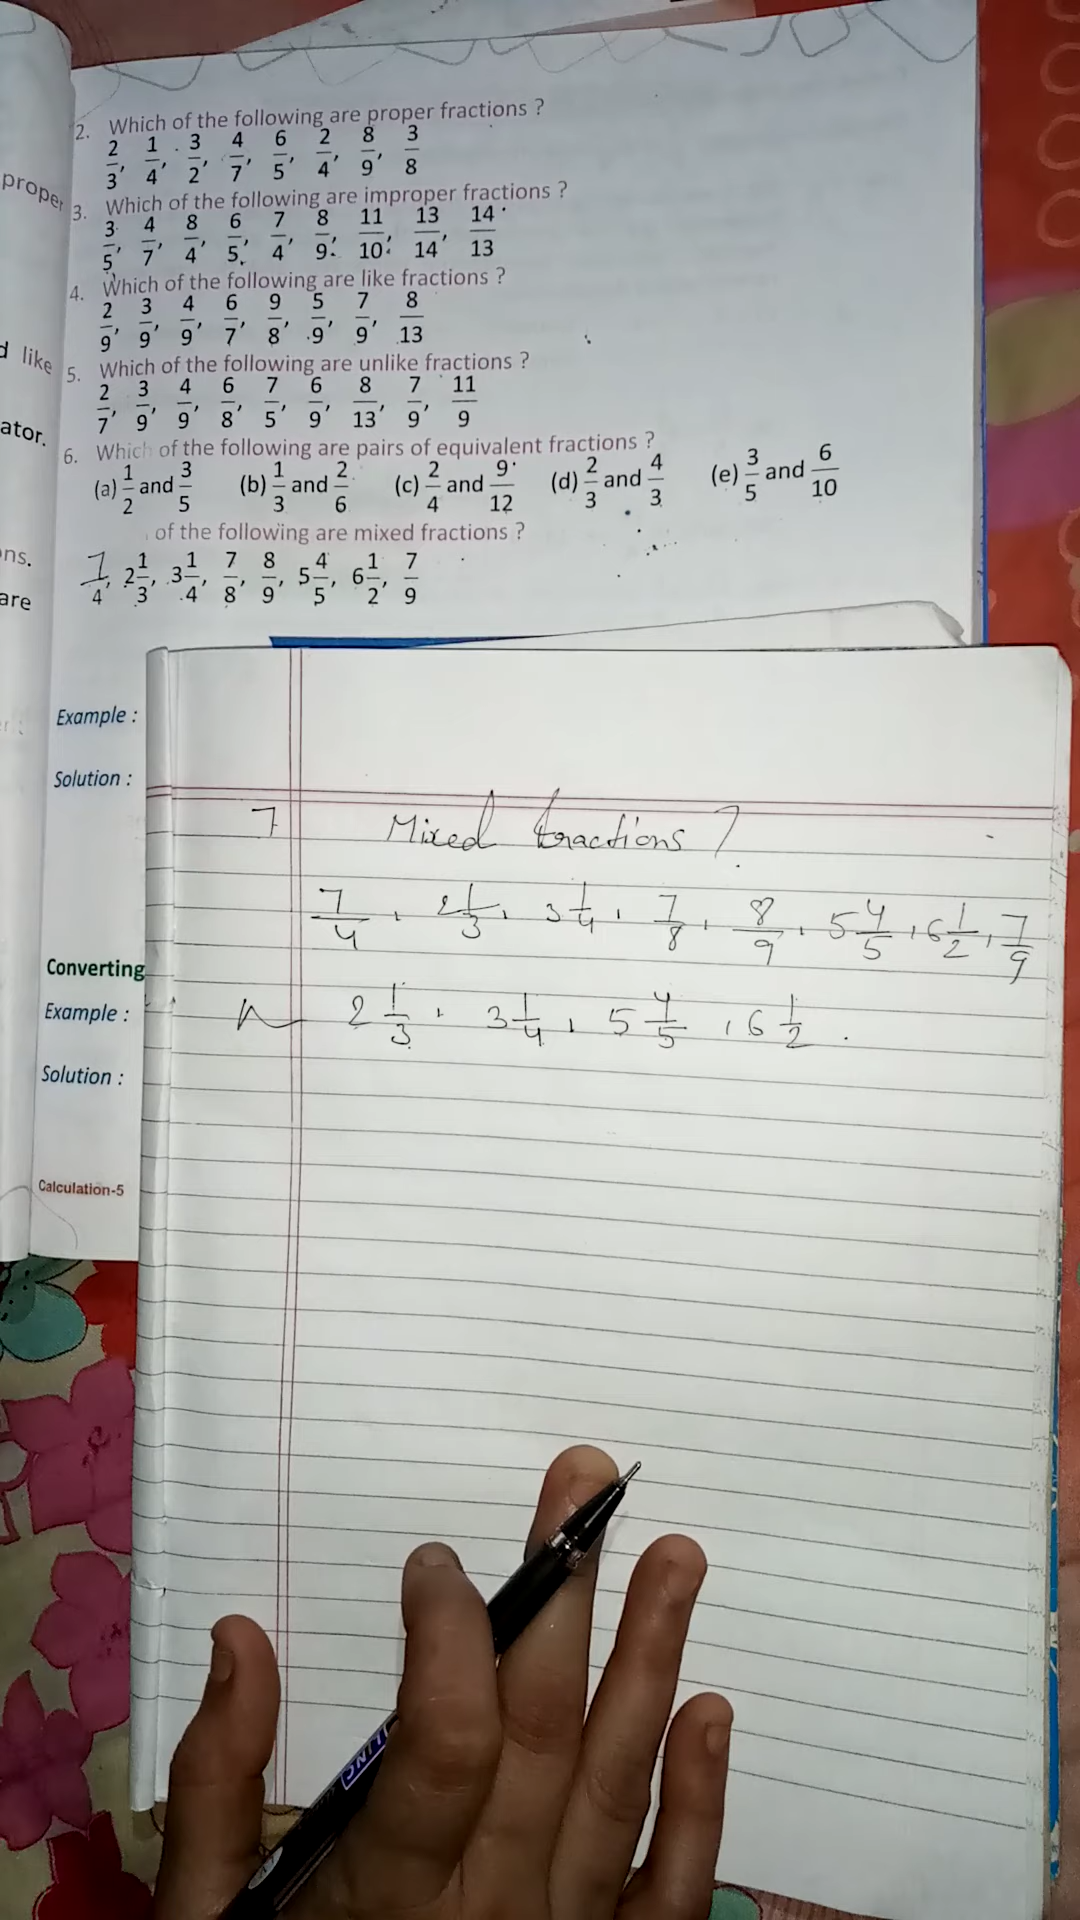 2. Which of the following are proper fractions ?
2/3, 1/4, 3/2, 4/7, 6/5, 2/4, 8/9, 3/8
proper
3. Which of the following are improper fractions ?
3/5, 4/7, 8/4, 6/5, 7/4, 8/9, 11/10, 13/14, 14/13
4. Which of the following are like fractions ?
2/9, 3/9, 4/9, 6/7, 9/8, 5/9, 7/9, 8/13
d like
5. Which of the following are unlike fractions ?
2/7, 3/9, 4/9, 6/8, 7/5, 6/9, 8/13, 7/9, 11/9
ator.
6. Which of the following are pairs of equivalent fractions ?
(a) 1/2 and 3/5 (b) 1/3 and 2/6 (c) 2/4 and 9/12 (d) 2/3 and 4/3 (e) 3/5 and 6/10
of the following are mixed fractions ?
ns.
7/4, 2 1/3, 3 1/4, 7/8, 8/9, 5 4/5, 6 1/2, 7/9
are
Example :
Solution :
7 Mixed fractions ?
7/4, 2 1/3, 3 1/4, 7/8, 8/9, 5 4/5, 6 1/2, 7/9
Converting
Example :
2 1/3, 3 1/4, 5 4/5, 6 1/2.
Solution :
Calculation-5
LINC